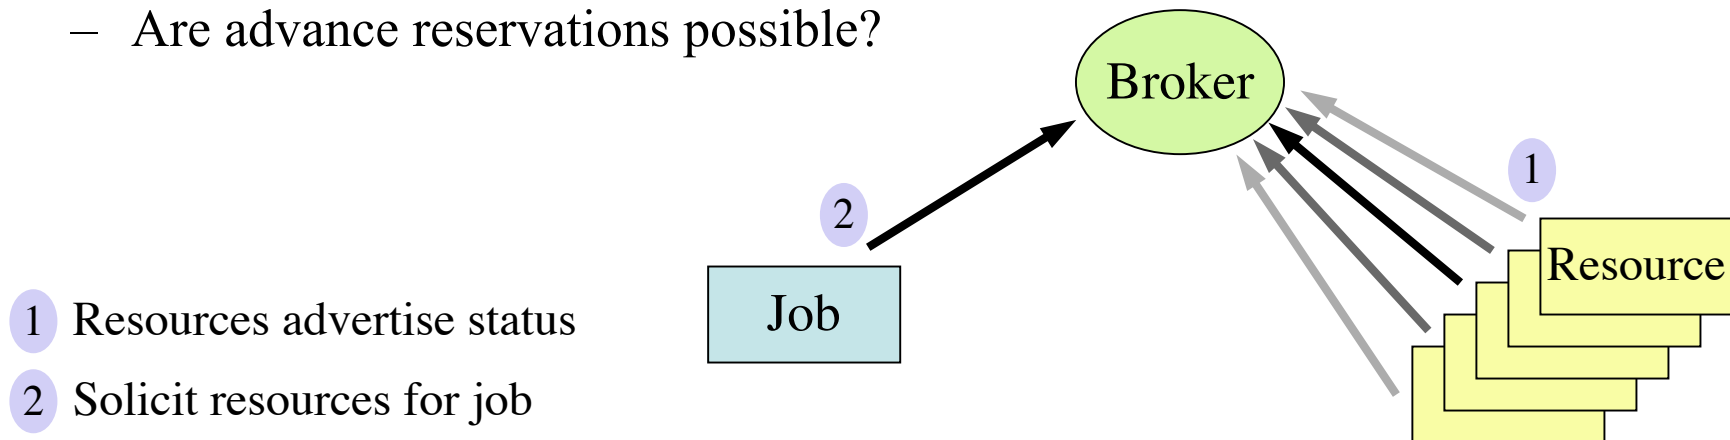 – Are advance reservations possible?
Broker
1
2
Resource
Job
1 Resources advertise status
2 Solicit resources for job